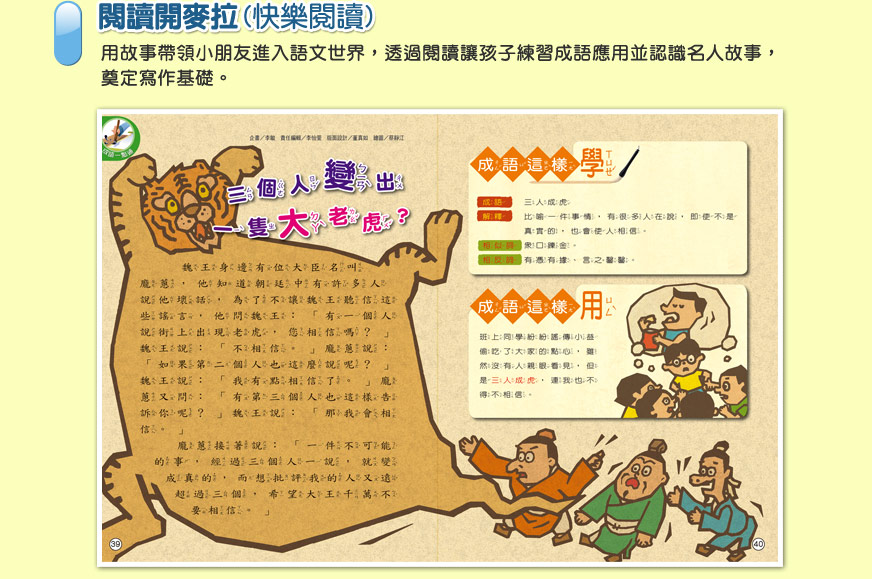 閱讀開麥拉(快樂閱讀)
用故事帶領小朋友進入語文世界，透過閱讀讓孩子練習成語應用並認識名人故事，
奠定寫作基礎。
三個人變出
一隻大老虎？
魏王身邊有位大臣名叫
龐蔥，他知道朝廷中有許多人
說他壞話，為了不讓魏王聽信這
些謠言，他問魏王：「有一個人
說街上出現老虎，您相信嗎？」
魏王說：「不相信。」龐蔥說：
「如果第二個人也這麼說呢？」
魏王說：「我有點相信了。」龐
蔥又問：「有第三個人也這樣告
訴你呢？」魏王說：「那我會相
信。」
龐蔥接著說：「一件不可能
的事，經過三個人一說，就變
成真的，而想批評我的人又遠
超過三個，希望大王千萬不
要相信。」
39
成語這樣學
成語 三人成虎。
解釋 比喻一件事情，有很多人在說，即使不是
真實的，也會使人相信。
相似詞 眾口鑠金。
相反詞 有憑有據、言之鑿鑿。
成語這樣用
班上同學紛紛謠傳小益
偷吃了大家的點心，雖
然沒有人親眼看見，但
是三人成虎，連我也不
得不相信。
40